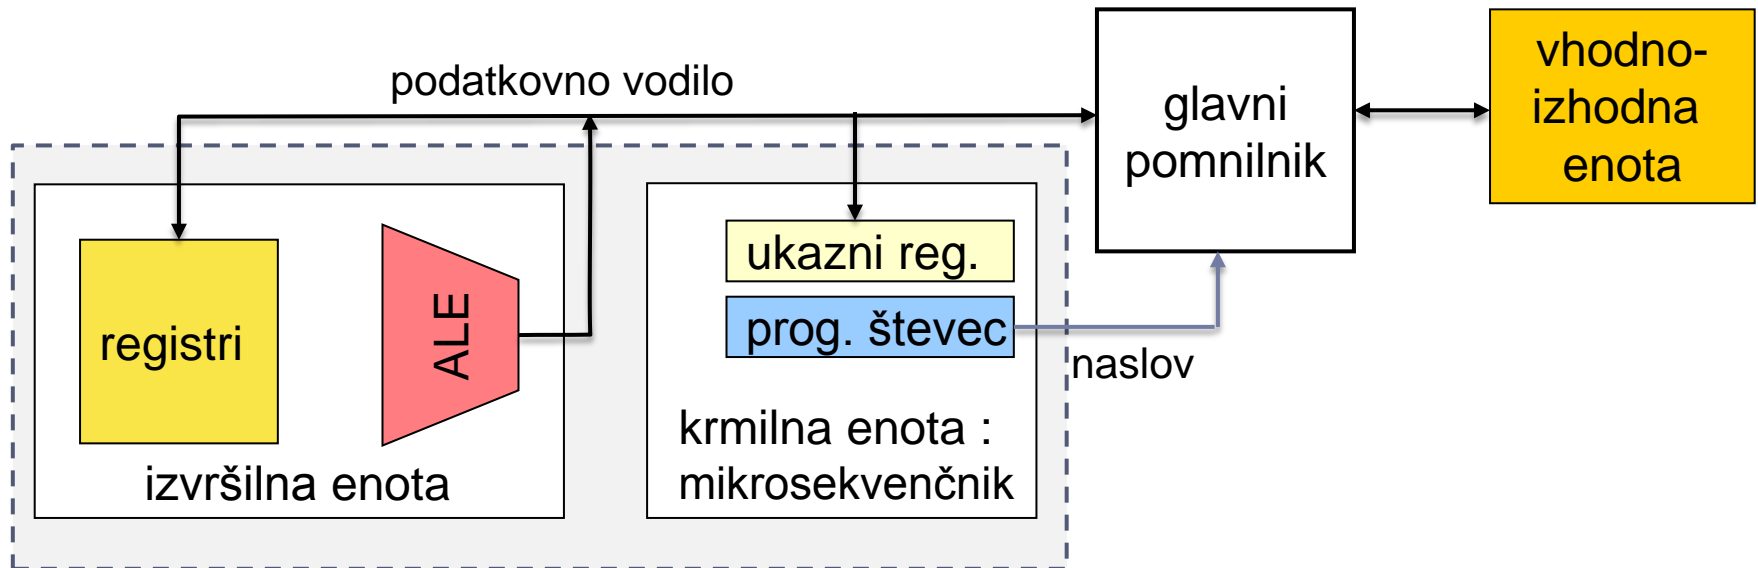 podatkovno vodilo
glavni
pomnilnik
vhodno-
izhodna
enota
registri
ALE
izvršilna enota
ukazni reg.
prog. števec
naslov
krmilna enota :
mikrosekvenčnik